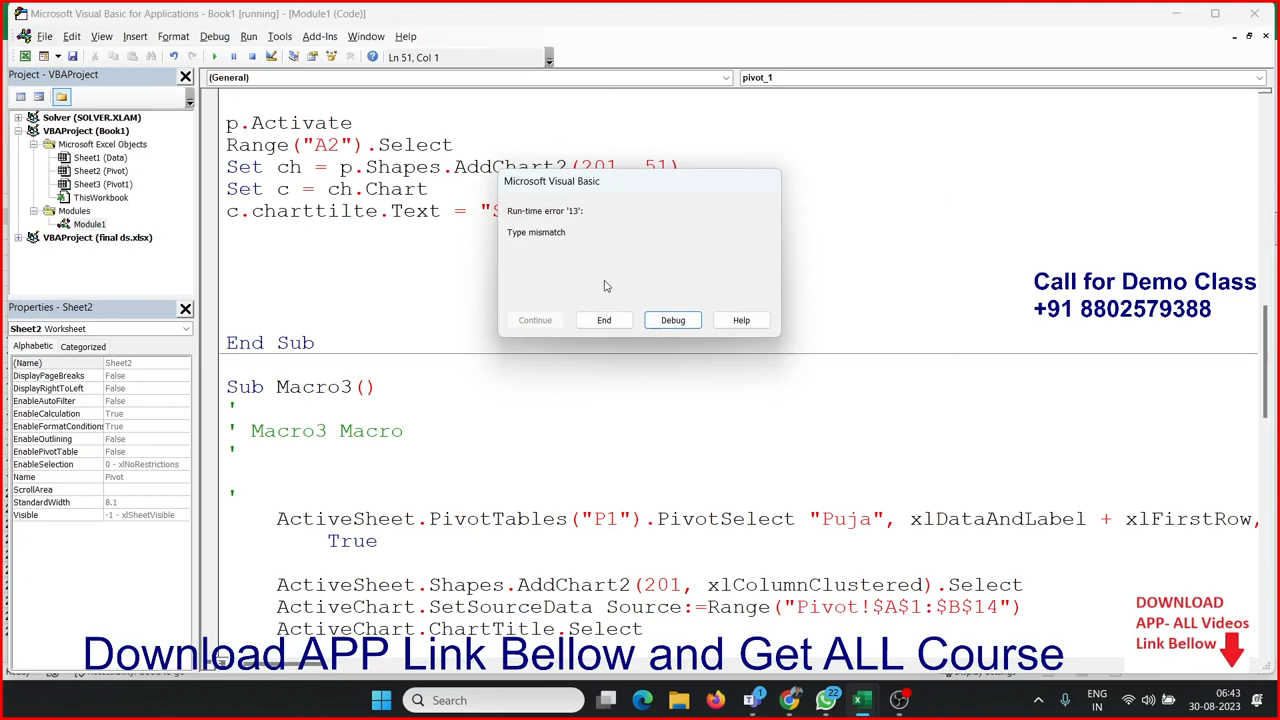 Microsoft Visual Basic for Applications - Book1 [running] - [Module1 (Code)]
File Edit View Insert Format Debug Run Tools Add-Ins Window Help
Ln 51, Col 1
Project - VBAProject
(General)
pivot_1
Solver (SOLVER.XLAM)
VBAProject (Book1)
Microsoft Excel Objects
Sheet1 (Data)
Sheet2 (Pivot)
Sheet3 (Pivot1)
ThisWorkbook
Modules
Module1
VBAProject (final ds.xlsx)
Properties - Sheet2
Sheet2 Worksheet
Alphabetic Categorized
(Name) Sheet2
DisplayPageBreaks False
DisplayRightToLeft False
EnableAutoFilter False
EnableCalculation True
EnableFormatConditions True
EnableOutlining False
EnablePivotTable False
EnableSelection 0 - xlNoRestrictions
Name Pivot
ScrollArea
StandardWidth 8.1
Visible -1 - xlSheetVisible
p.Activate
Range("A2").Select
Set ch = p.Shapes.AddChart2(201, 51)
Set c = ch.Chart
c.charttilte.Text = "S
Microsoft Visual Basic
Run-time error '13':
Type mismatch
Continue End Debug Help
Call for Demo Class
+91 8802579388
End Sub
Sub Macro3()
'
' Macro3 Macro
'
'
ActiveSheet.PivotTables("P1").PivotSelect "Puja", xlDataAndLabel + xlFirstRow,
True
ActiveSheet.Shapes.AddChart2(201, xlColumnClustered).Select
ActiveChart.SetSourceData Source:=Range("Pivot!$A$1:$B$14")
ActiveChart.ChartTitle.Select
DOWNLOAD
APP- ALL Videos
Link Bellow
Download APP Link Bellow and Get ALL Course
Search
1
22
ENG
IN
06:43
30-08-2023